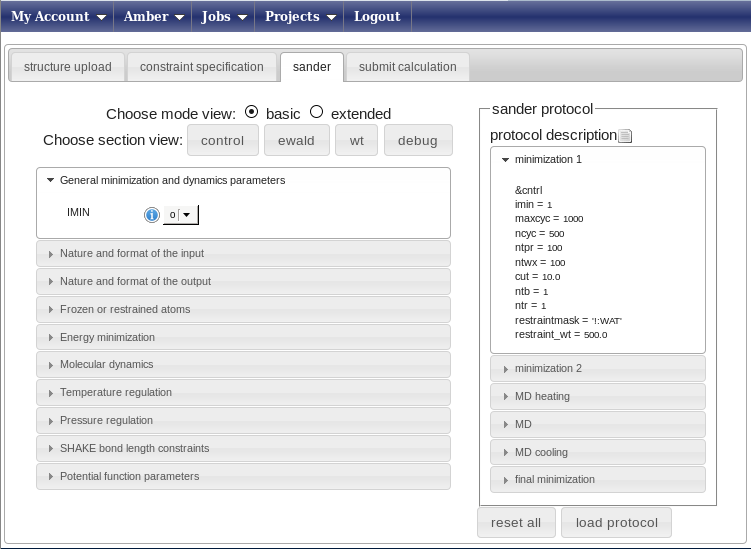 My Account Amber Jobs Projects Logout
structure upload constraint specification sander submit calculation
Choose mode view: basic extended
Choose section view: control ewald wt debug
General minimization and dynamics parameters
IMIN 0
Nature and format of the input
Nature and format of the output
Frozen or restrained atoms
Energy minimization
Molecular dynamics
Temperature regulation
Pressure regulation
SHAKE bond length constraints
Potential function parameters
sander protocol
protocol description
minimization 1
&cntrl
imin = 1
maxcyc = 1000
ncyc = 500
ntpr = 100
ntwx = 100
cut = 10.0
ntb = 1
ntr = 1
restraintmask = '!:WAT'
restraint_wt = 500.0
minimization 2
MD heating
MD
MD cooling
final minimization
reset all load protocol